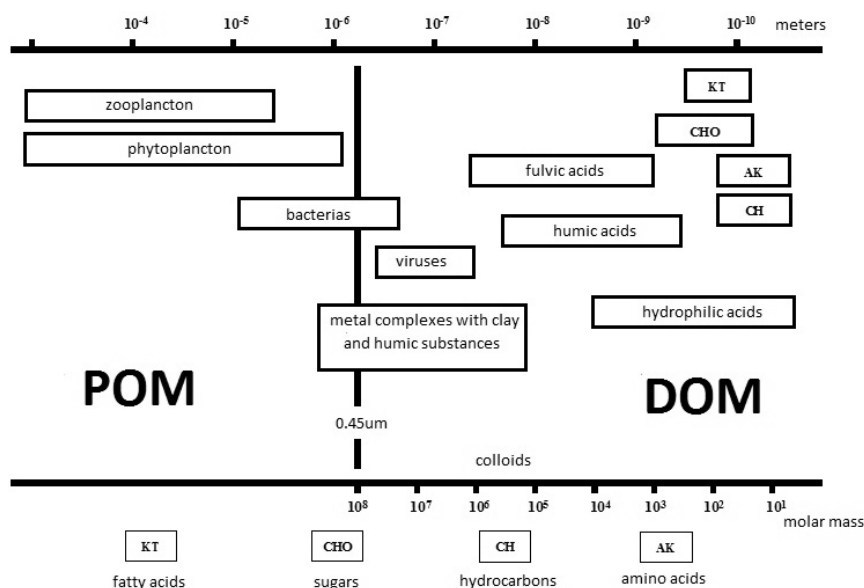 10⁻⁴ 10⁻⁵ 10⁻⁶ 10⁻⁷ 10⁻⁸ 10⁻⁹ 10⁻¹⁰ meters
KT
zooplancton
CHO
phytoplancton
fulvic acids AK
bacterias CH
humic acids
viruses
metal complexes with clay
and humic substances
hydrophilic acids
POM DOM
0.45um
colloids
10⁸ 10⁷ 10⁶ 10⁵ 10⁴ 10³ 10² 10¹
molar mass
KT CHO CH AK
fatty acids sugars hydrocarbons amino acids